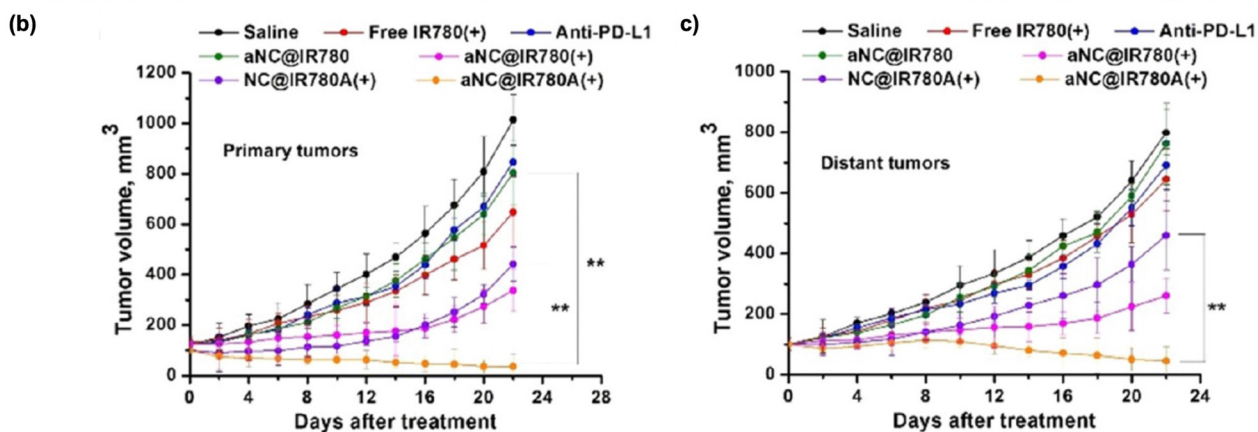 (b)
Saline Free IR780(+) Anti-PD-L1
aNC@IR780 aNC@IR780(+)
NC@IR780A(+) aNC@IR780A(+)
1200
1000
800
600
400
200
0
Tumor volume, mm3
Primary tumors
**
**
0 4 8 12 16 20 24 28
Days after treatment
c)
Saline Free IR780(+) Anti-PD-L1
aNC@IR780 aNC@IR780(+)
NC@IR780A(+) aNC@IR780A(+)
1000
800
600
400
200
0
Tumor volume, mm3
Distant tumors
**
0 4 8 12 16 20 24
Days after treatment